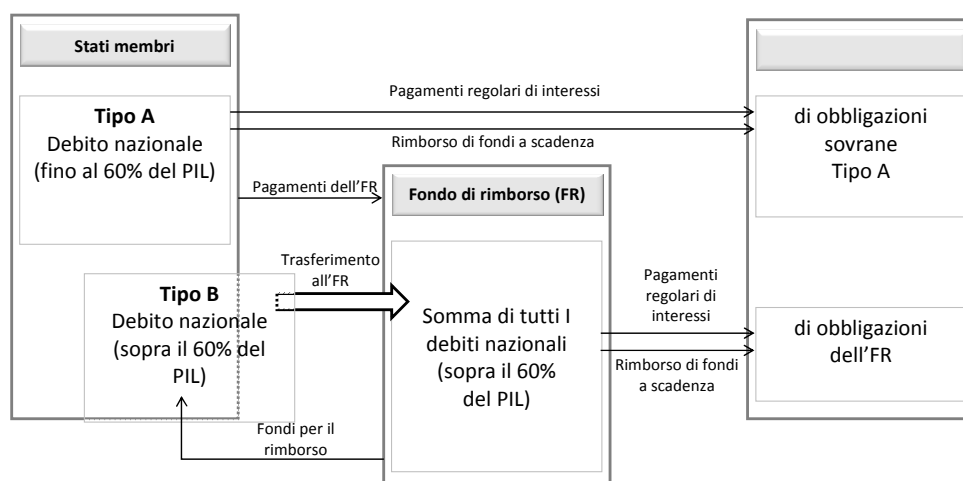 Stati membri
Tipo A
Debito nazionale
(fino al 60% del PIL)
Pagamenti regolari di interessi
Rimborso di fondi a scadenza
di obbligazioni
sovrane
Tipo A
Pagamenti dell’FR
Fondo di rimborso (FR)
Trasferimento
all’FR
Tipo B
Debito nazionale
(sopra il 60% del
PIL)
Somma di tutti I
debiti nazionali
(sopra il 60%
del PIL)
Pagamenti
regolari di
interessi
Rimborso di fondi
a scadenza
di obbligazioni
dell’FR
Fondi per il
rimborso